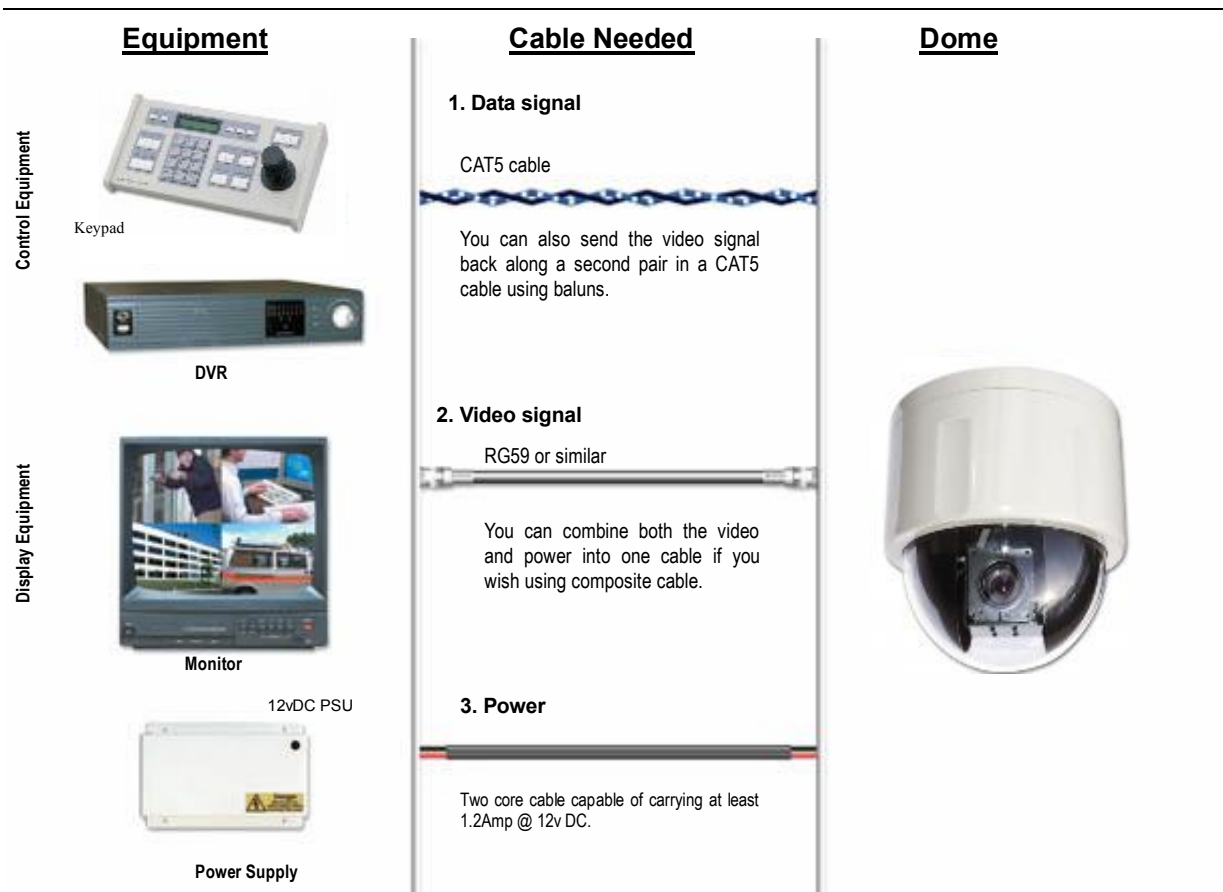 Equipment
Cable Needed
Dome
Control Equipment
Keypad
DVR
1. Data signal
CAT5 cable
You can also send the video signal
back along a second pair in a CAT5
cable using baluns.
Display Equipment
Monitor
2. Video signal
RG59 or similar
You can combine both the video
and power into one cable if you
wish using composite cable.
12vDC PSU
Power Supply
3. Power
Two core cable capable of carrying at least
1.2Amp @ 12v DC.